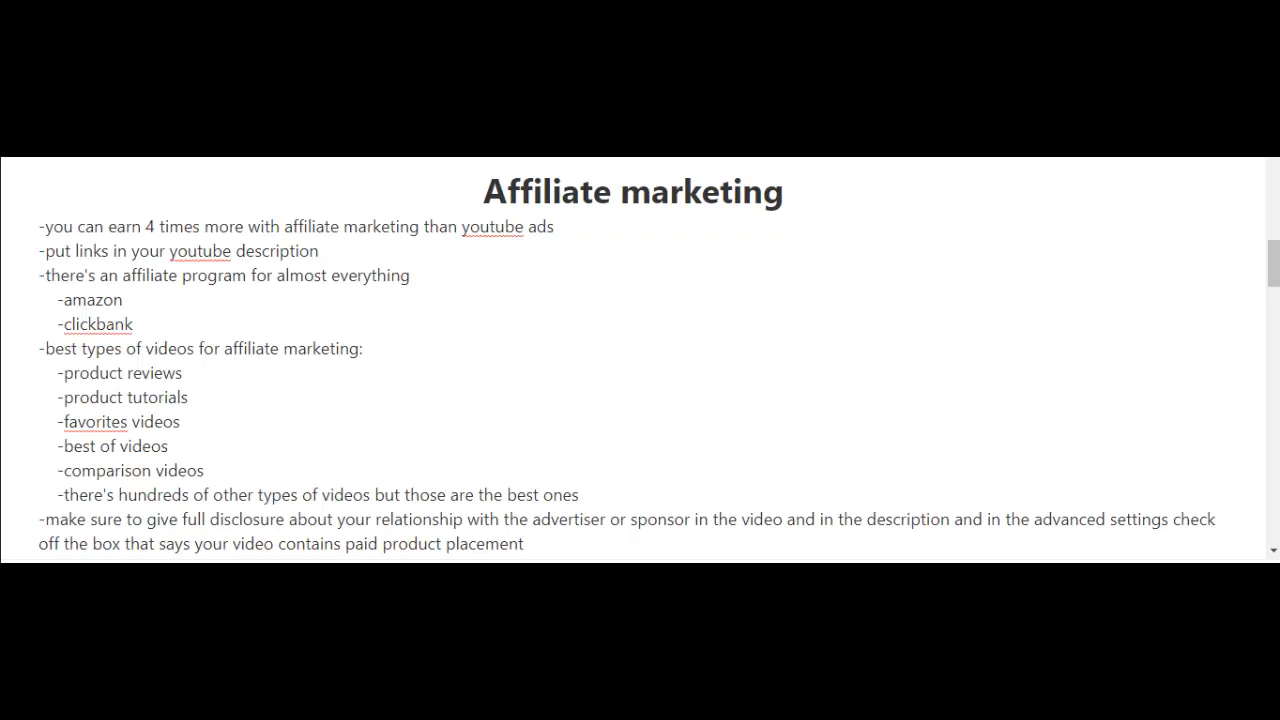 Affiliate marketing
-you can earn 4 times more with affiliate marketing than youtube ads
-put links in your youtube description
-there's an affiliate program for almost everything
-amazon
-clickbank
-best types of videos for affiliate marketing:
-product reviews
-product tutorials
-favorites videos
-best of videos
-comparison videos
-there's hundreds of other types of videos but those are the best ones
-make sure to give full disclosure about your relationship with the advertiser or sponsor in the video and in the description and in the advanced settings check
off the box that says your video contains paid product placement